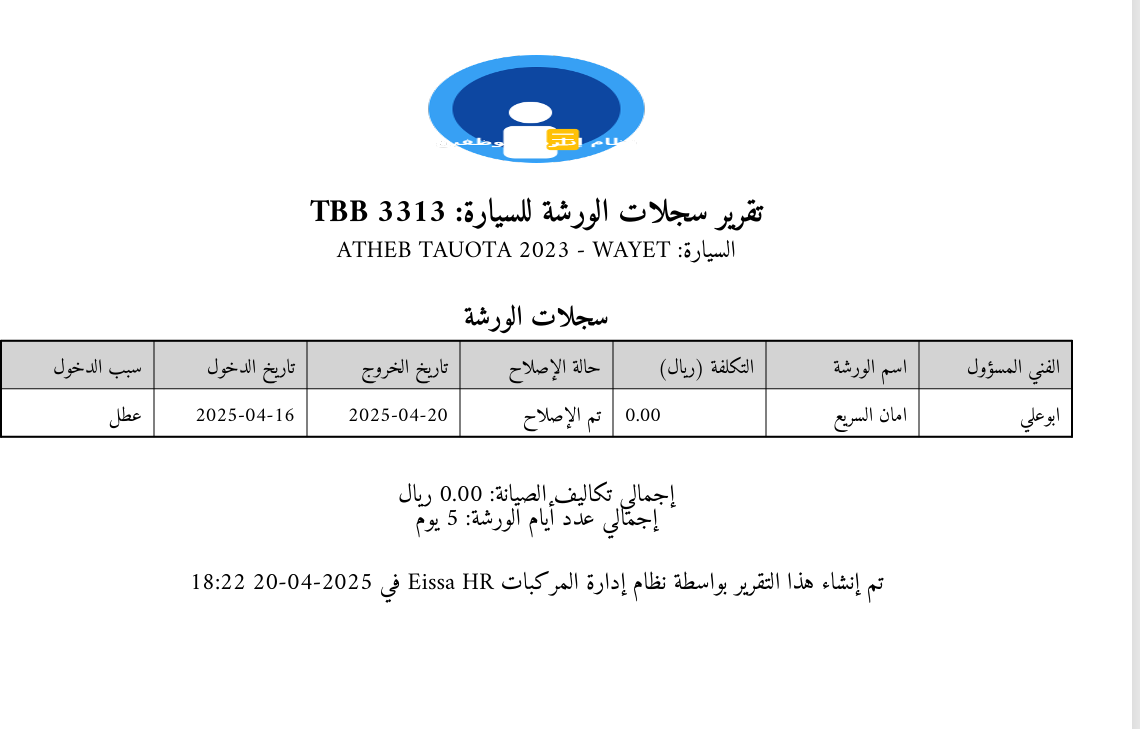 تقرير سجلات الورشة للسيارة: TBB 3313
السيارة: ATHEB TAUOTA 2023 - WAYET
سجلات الورشة
الفني المسؤول اسم الورشة التكلفة (ريال) حالة الإصلاح تاريخ الخروج تاريخ الدخول سبب الدخول
ابوعلي امان السريع 0.00 تم الإصلاح 2025-04-20 2025-04-16 عطل
إجمالي تكاليف الصيانة: 0.00 ريال
إجمالي عدد أيام الورشة: 5 يوم
تم إنشاء هذا التقرير بواسطة نظام إدارة المركبات Eissa HR في 20-04-2025 18:22